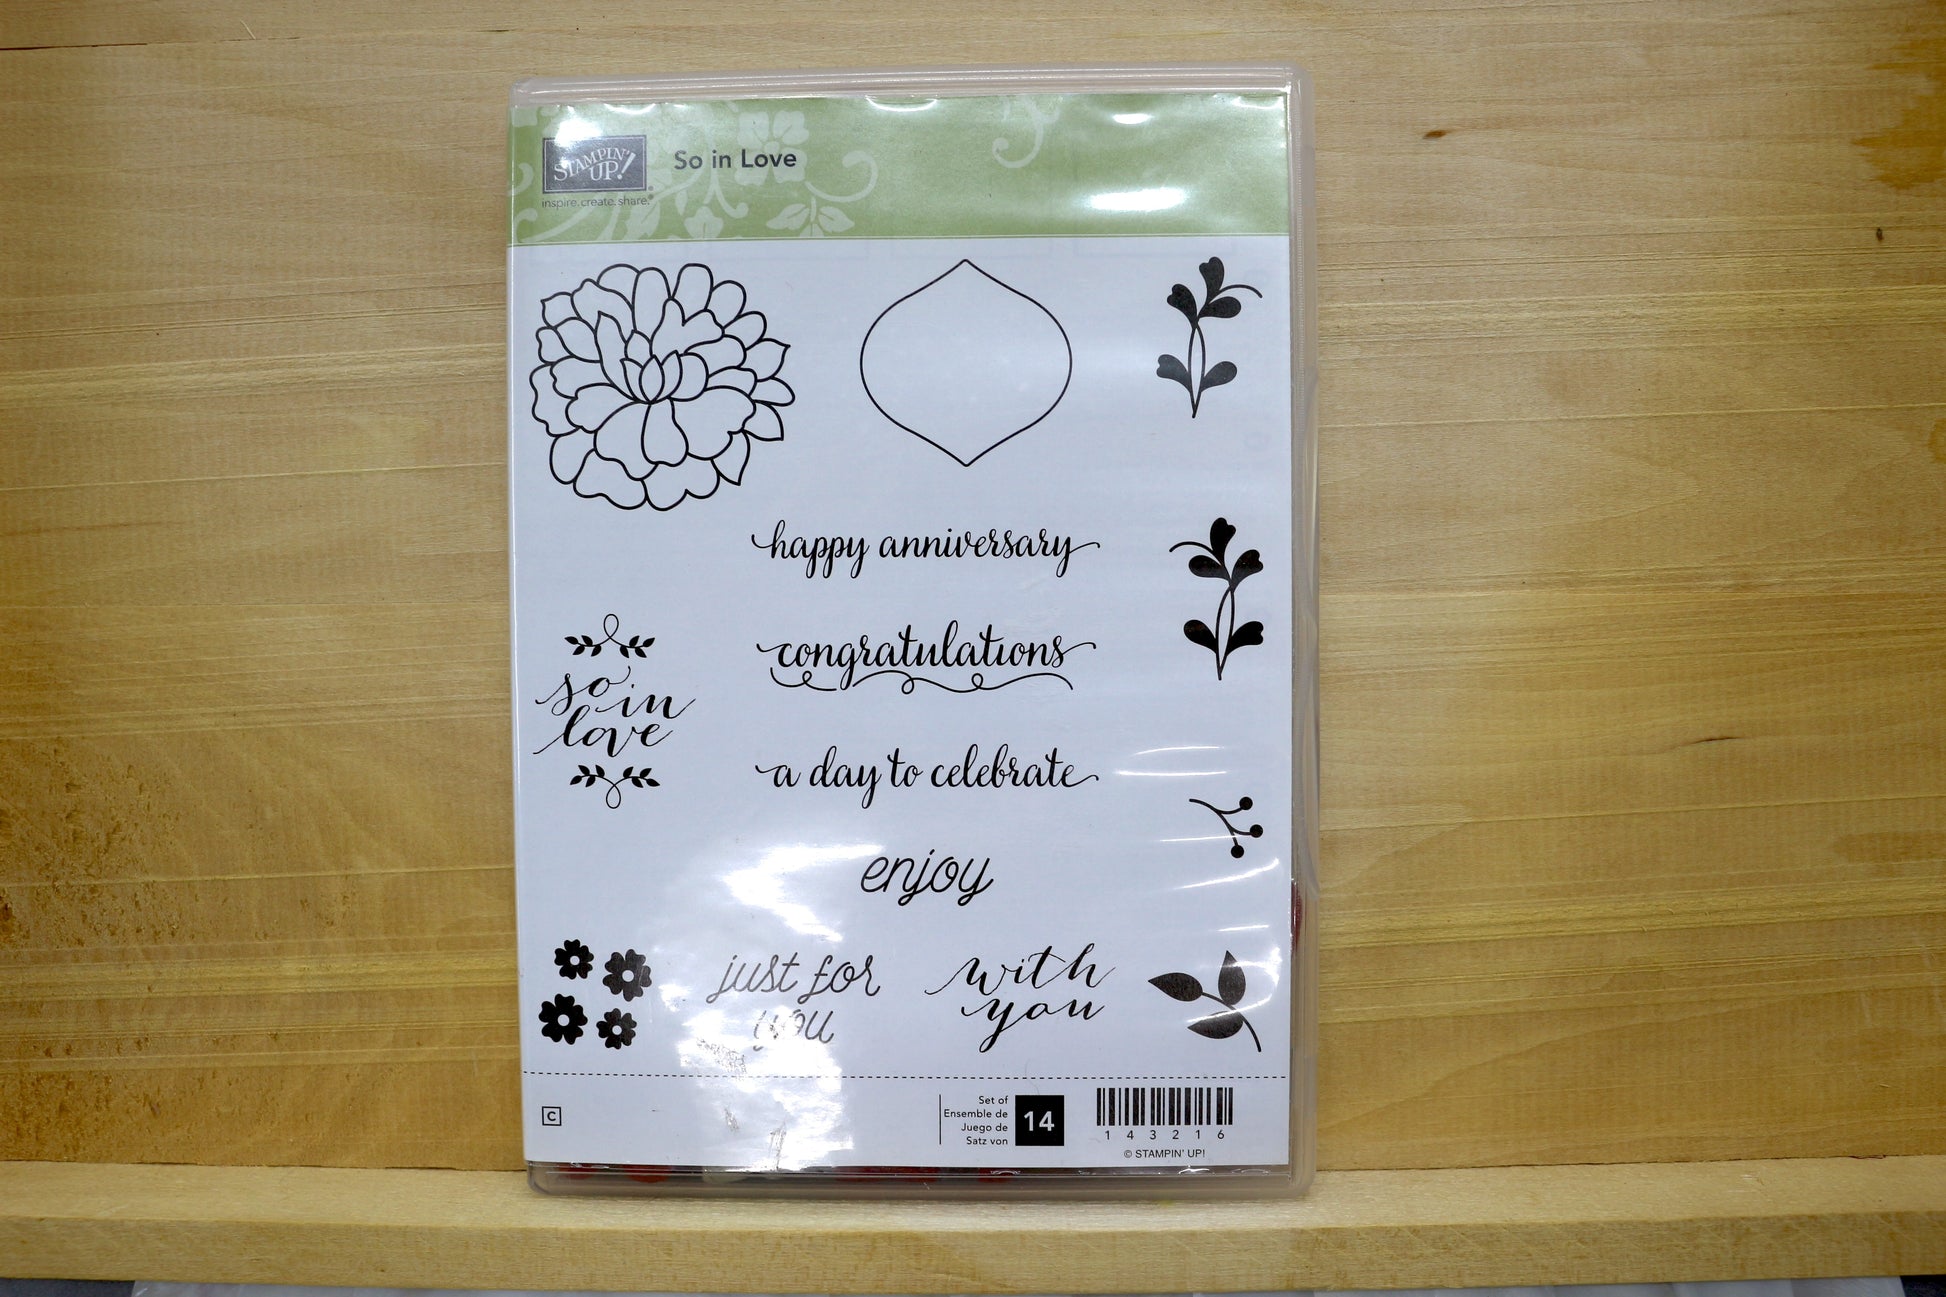 STAMPIN' UP!
inspire.create.share.
So in Love
happy anniversary
congratulations
so in
love
a day to celebrate
enjoy
just for
you
with
you
C
Set of
Ensemble de
Juego de
Satz von
14
143216
© STAMPIN' UP!